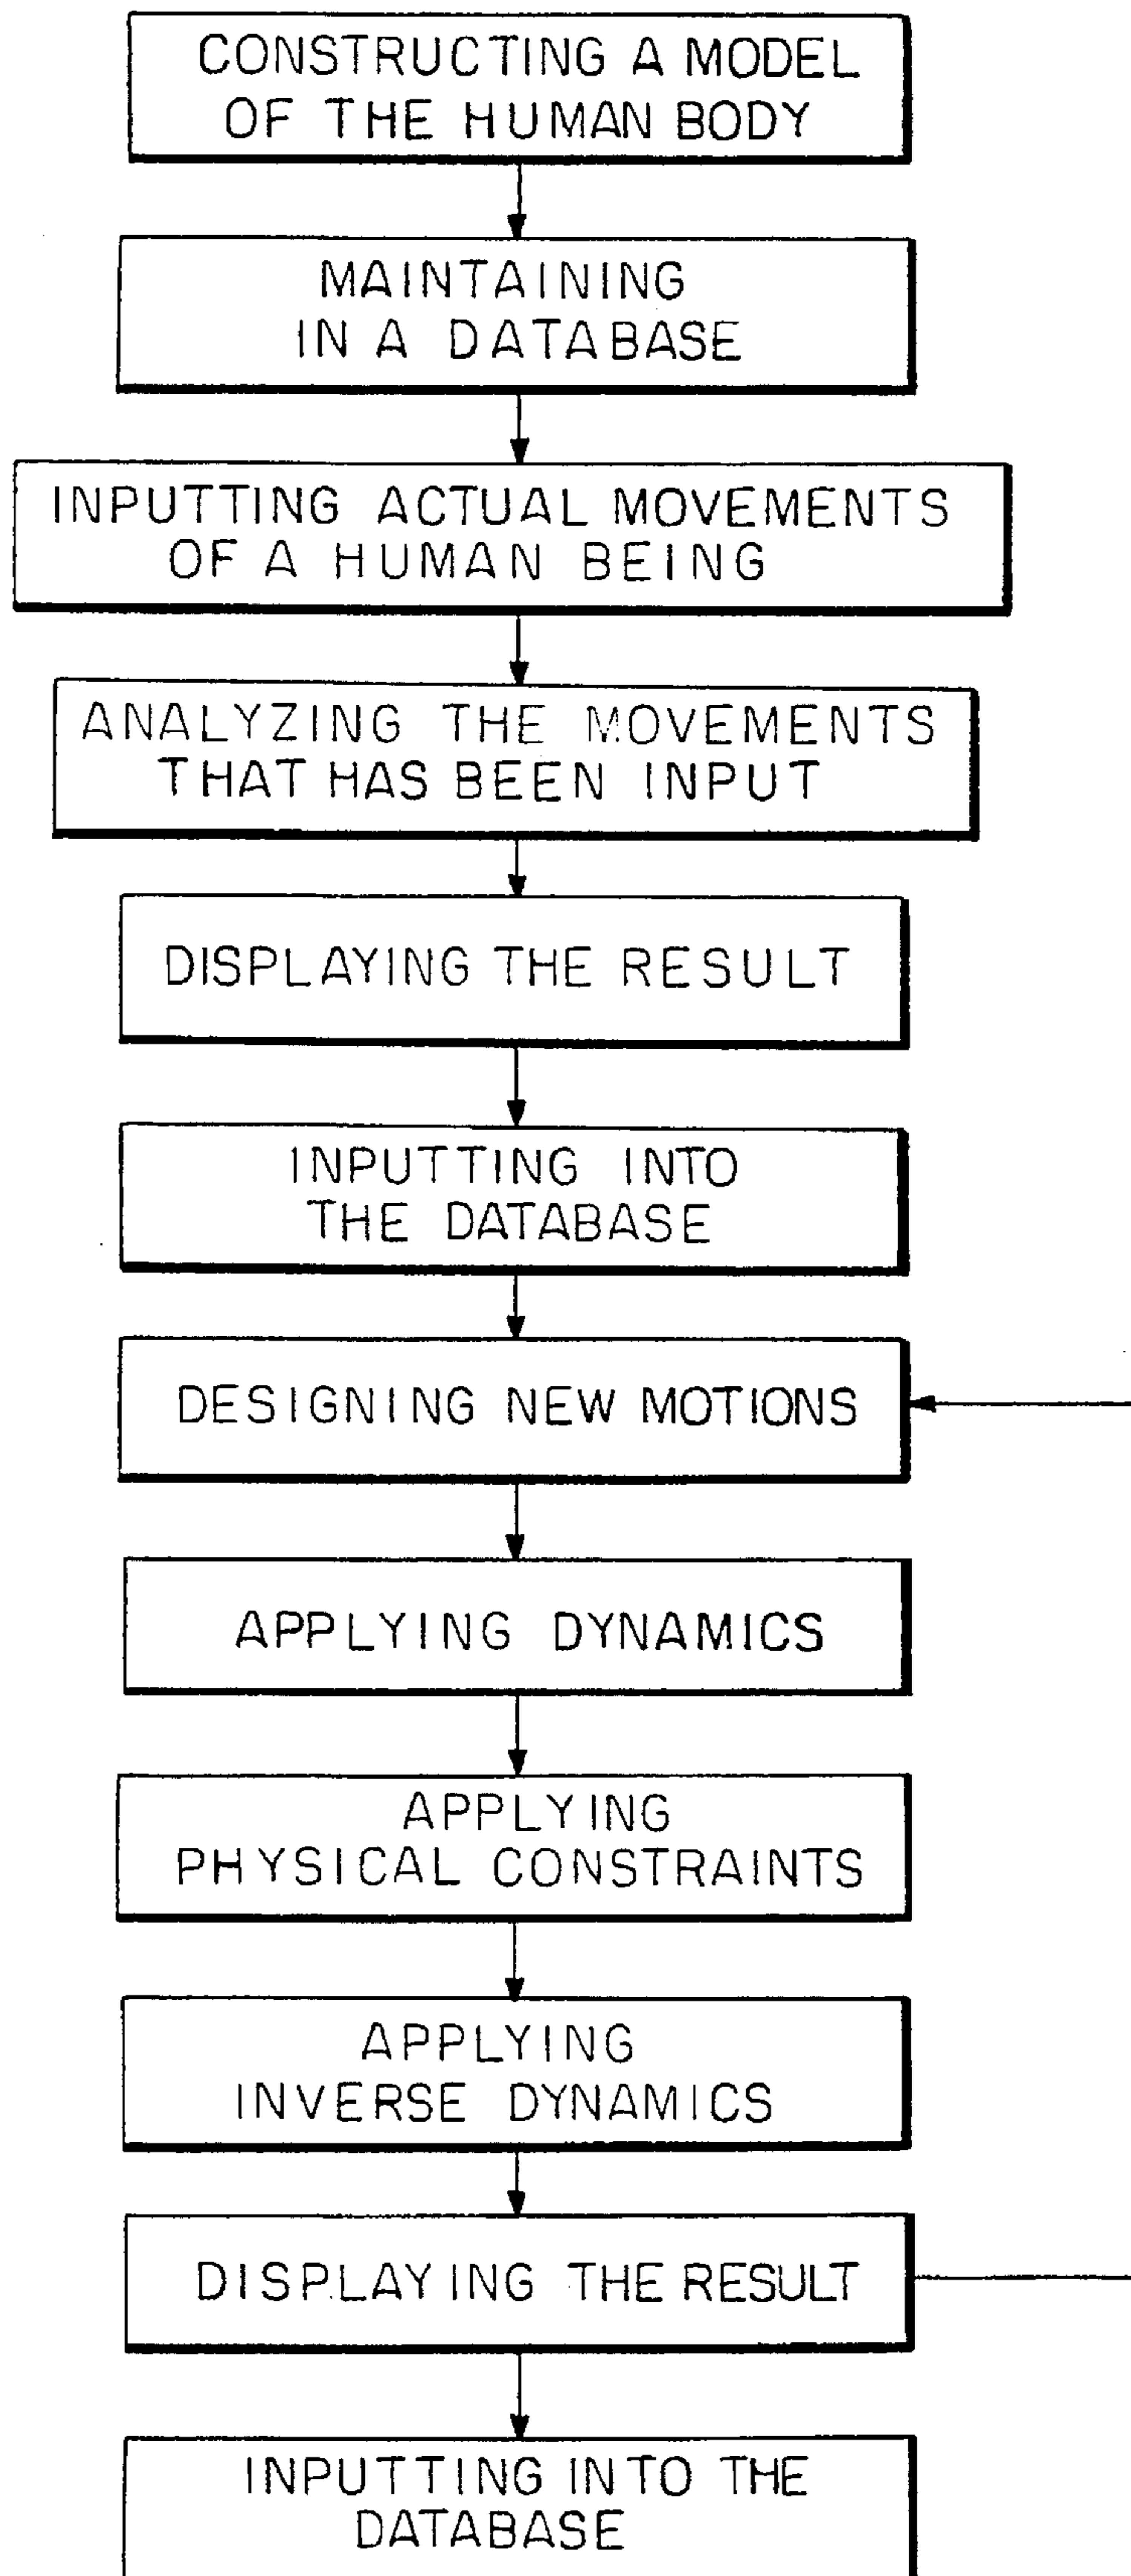 CONSTRUCTING A MODEL
OF THE HUMAN BODY
MAINTAINING
IN A DATABASE
INPUTTING ACTUAL MOVEMENTS
OF A HUMAN BEING
ANALYZING THE MOVEMENTS
THAT HAS BEEN INPUT
DISPLAYING THE RESULT
INPUTTING INTO
THE DATABASE
DESIGNING NEW MOTIONS
APPLYING DYNAMICS
APPLYING
PHYSICAL CONSTRAINTS
APPLYING
INVERSE DYNAMICS
DISPLAYING THE RESULT
INPUTTING INTO THE
DATABASE